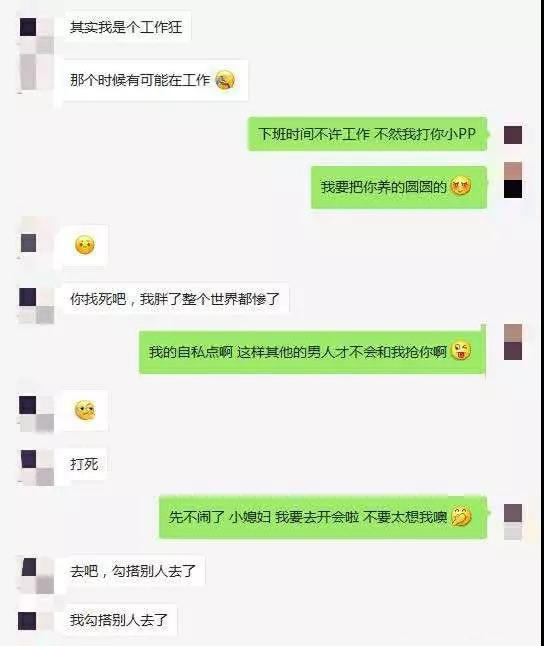 其实我是个工作狂
那个时候有可能在工作
下班时间不许工作 不然我打你小PP
我要把你养的圆圆的
你找死吧，我胖了整个世界都惨了
我的自私点啊 这样其他的男人才不会和我抢你啊
打死
先不闹了 小媳妇 我要去开会啦 不要太想我噢
去吧，勾搭别人去了
我勾搭别人去了